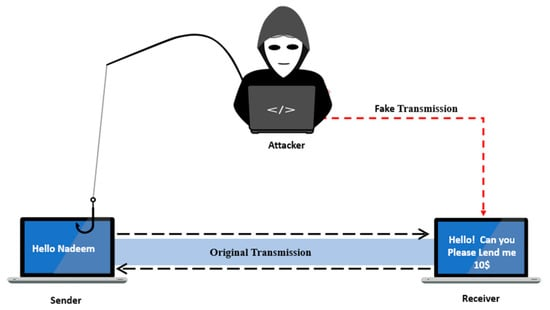 </>
Attacker
Fake Transmission
Hello Nadeem
Original Transmission
Hello! Can you
Please Lend me
10$
Sender
Receiver